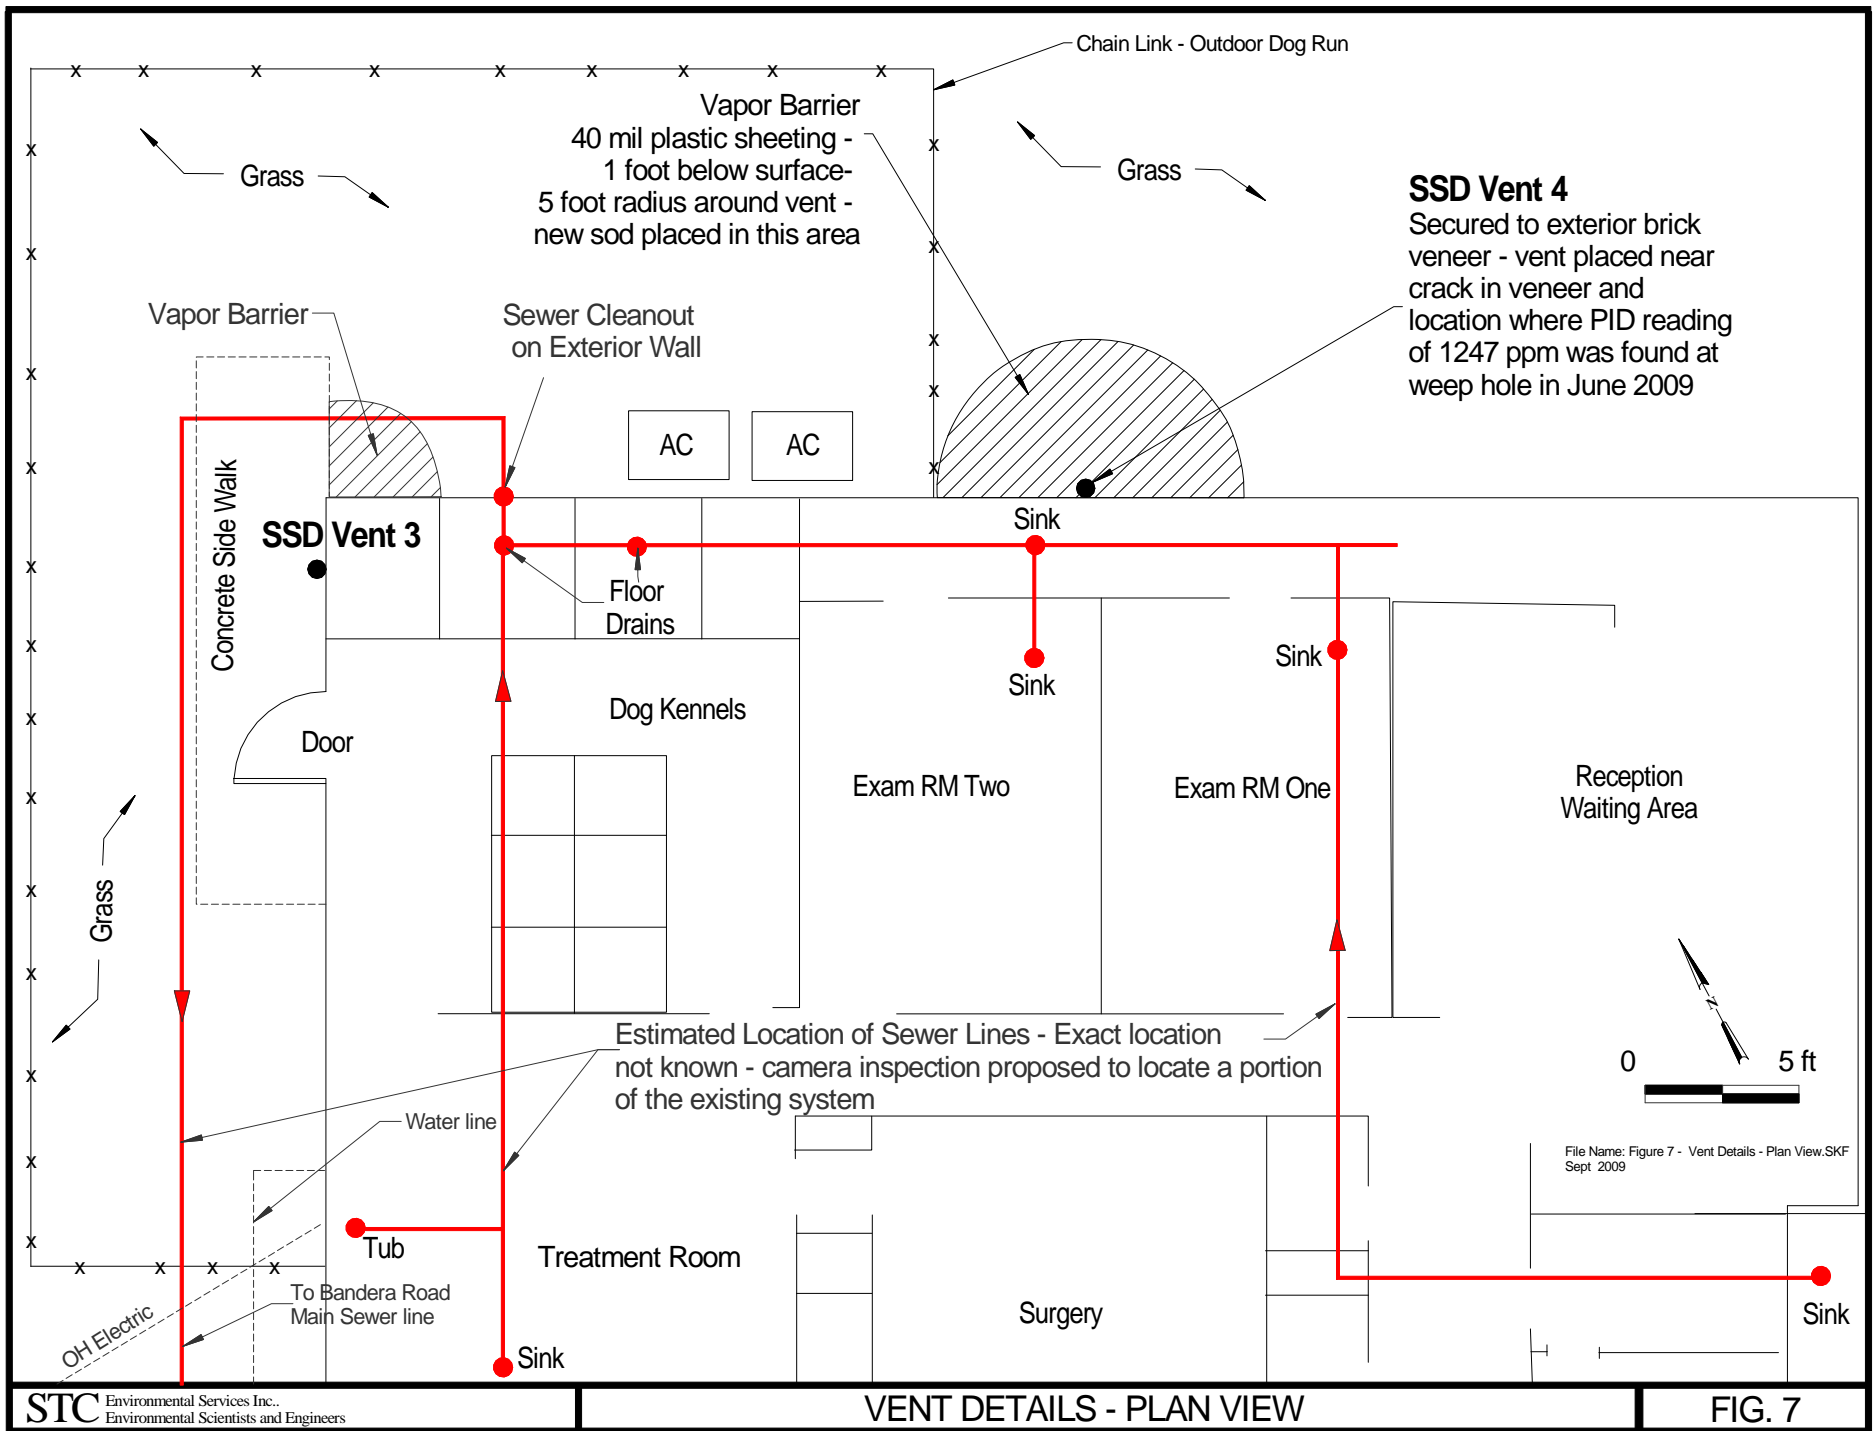 Chain Link - Outdoor Dog Run
x x x x x x x x x
Vapor Barrier
40 mil plastic sheeting -
1 foot below surface-
5 foot radius around vent -
new sod placed in this area
Grass
Grass
SSD Vent 4
Secured to exterior brick
veneer - vent placed near
crack in veneer and
location where PID reading
of 1247 ppm was found at
weep hole in June 2009
Vapor Barrier
Sewer Cleanout
on Exterior Wall
AC
AC
Concrete Side Walk
SSD Vent 3
Sink
Floor
Drains
Sink
Sink
Door
Dog Kennels
Exam RM Two
Exam RM One
Reception
Waiting Area
Grass
Estimated Location of Sewer Lines - Exact location
not known - camera inspection proposed to locate a portion
of the existing system
N
0 5 ft
Water line
File Name: Figure 7 - Vent Details - Plan View.SKF
Sept 2009
Tub
Treatment Room
x x x x
To Bandera Road
Main Sewer line
OH Electric
Surgery
Sink
Sink
STC Environmental Services Inc..
Environmental Scientists and Engineers
VENT DETAILS - PLAN VIEW
FIG. 7